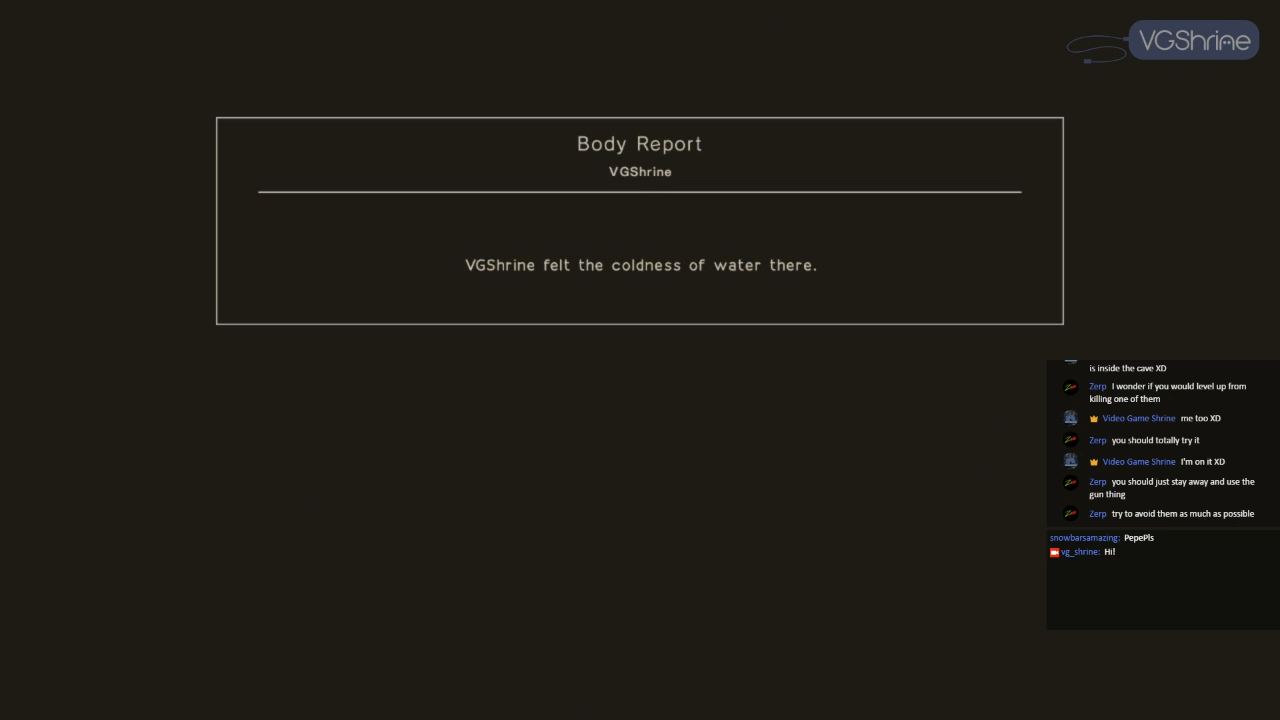 VGShrine
Body Report
VGShrine
VGShrine felt the coldness of water there.
is inside the cave XD
Zerp I wonder if you would level up from
killing one of them
Video Game Shrine me too XD
Zerp you should totally try it
Video Game Shrine I'm on it XD
Zerp you should just stay away and use the
gun thing
Zerp try to avoid them as much as possible
snowbarsamazing: PepePls
vg_shrine: Hi!